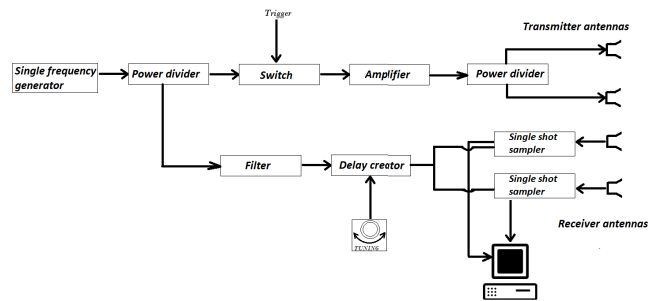 Trigger
Transmitter antennas
Single frequency
generator
Power divider
Switch
Amplifier
Power divider
Single shot
sampler
Filter
Delay creator
Single shot
sampler
Receiver antennas
TUNING